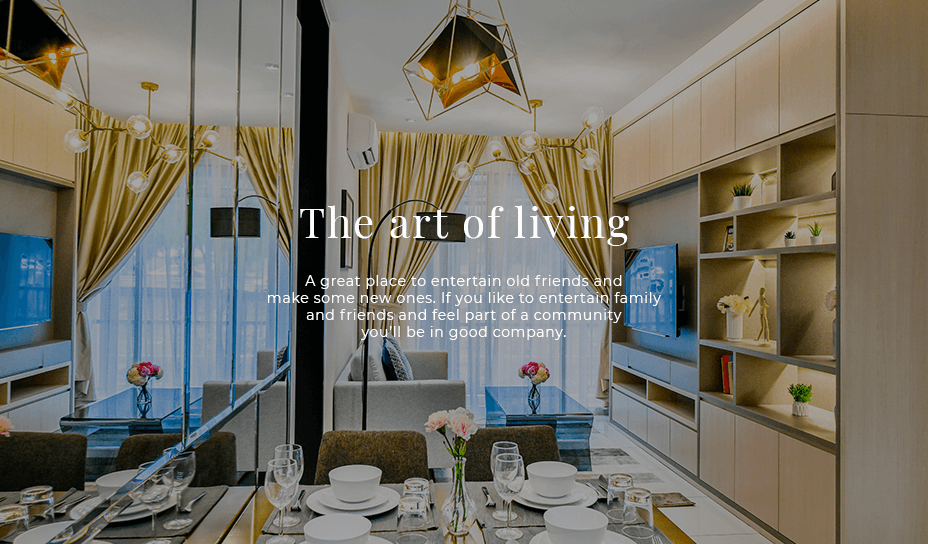 The art of living
A great place to entertain old friends and
make some new ones. If you like to entertain family
and friends and feel part of a community
you'll be in good company.